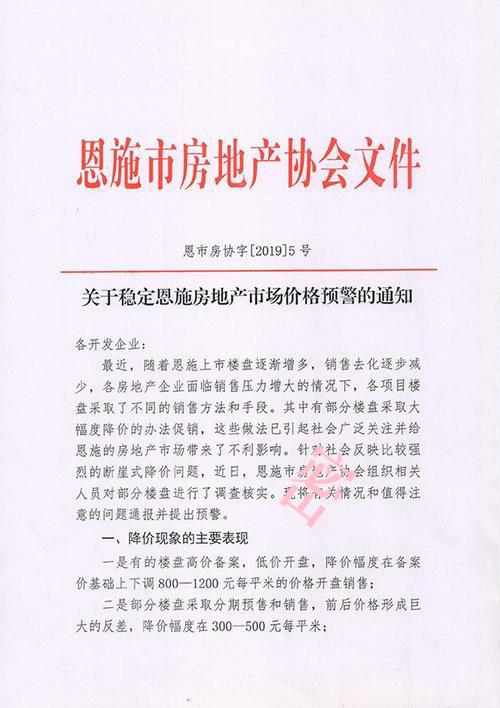 恩施市房地产协会文件
恩市房协字[2019]5号
关于稳定恩施房地产市场价格预警的通知
各开发企业：
最近，随着恩施上市楼盘逐渐增多，销售去化逐步减
少，各房地产企业面临销售压力增大的情况下，各项目楼
盘采取了不同的销售方法和手段。其中有部分楼盘采取大
幅度降价的办法促销，这些做法已引起社会广泛关注并给
恩施的房地产市场带来了不利影响。针对社会反映比较强
烈的断崖式降价问题，近日，恩施市房地产协会组织相关
人员对部分楼盘进行了调查核实。现将有关情况和值得注
意的问题通报并提出预警。
一、降价现象的主要表现
一是有的楼盘高价备案，低价开盘，降价幅度在备案
价基础上下调800—1200元每平米的价格开盘销售；
二是部分楼盘采取分期预售和销售，前后价格形成巨
大的反差，降价幅度在300—500元每平米；